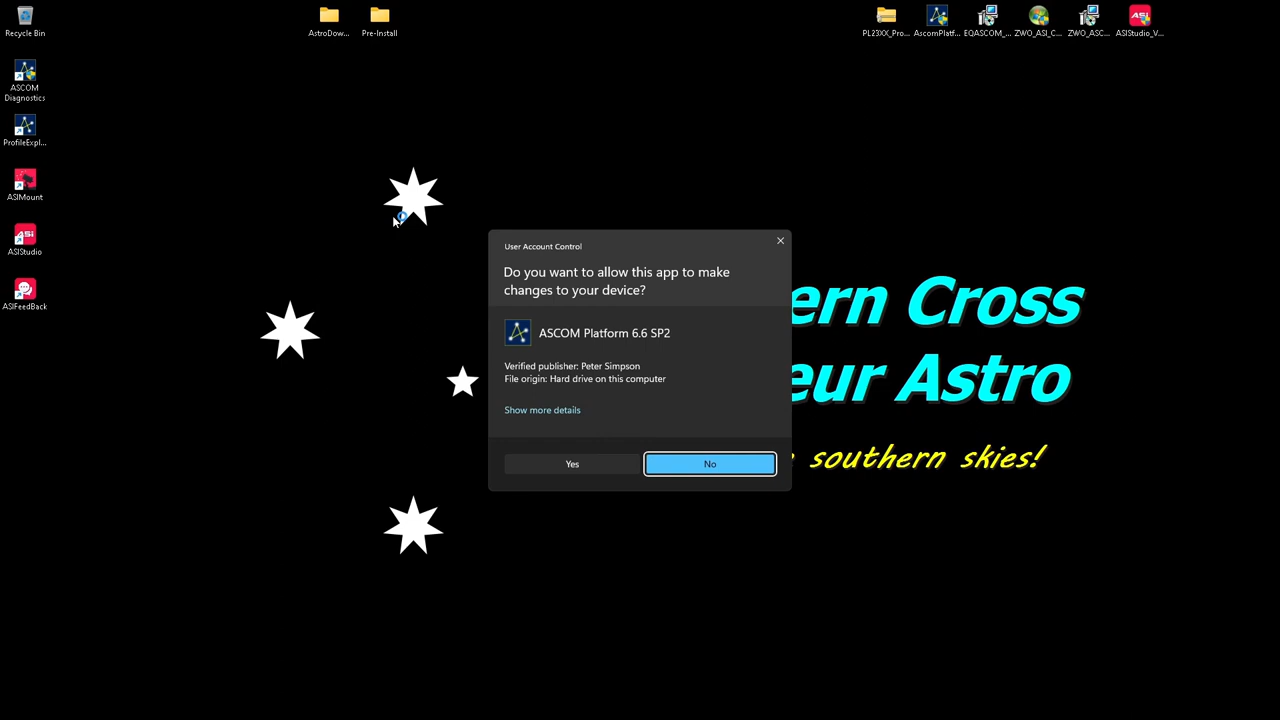 Recycle Bin
AstroDow...
Pre-Install
PL23XX_Pro...
AscomPlatf...
EQASCOM_...
ZWO_ASI_C...
ZWO_ASC...
ASIStudio_V...
ASCOM
Diagnostics
ProfileExpl...
ASIMount
ASI
ASIStudio
ASIFeedBack
User Account Control
Do you want to allow this app to make
changes to your device?
ASCOM Platform 6.6 SP2
Verified publisher: Peter Simpson
File origin: Hard drive on this computer
Show more details
Yes
No
ern Cross
eur Astro
southern skies!